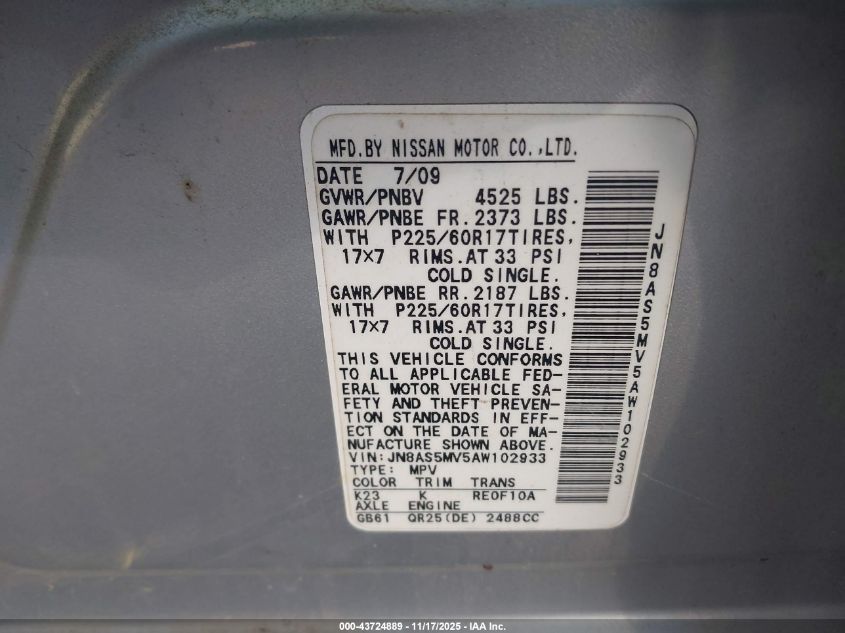 MFD.BY NISSAN MOTOR CO.,LTD.
DATE 7/09
GVWR/PNBV 4525 LBS.
GAWR/PNBE FR.2373 LBS.
WITH P225/60R17TIRES,
17×7 RIMS.AT 33 PSI
COLD SINGLE.
GAWR/PNBE RR.2187 LBS.
WITH P225/60R17TIRES,
17×7 RIMS.AT 33 PSI
COLD SINGLE.
THIS VEHICLE CONFORMS
TO ALL APPLICABLE FED-
ERAL MOTOR VEHICLE SA-
FETY AND THEFT PREVEN-
TION STANDARDS IN EFF-
ECT ON THE DATE OF MA-
NUFACTURE SHOWN ABOVE.
VIN:JN8AS5MV5AW102933
TYPE: MPV
COLOR TRIM TRANS
K23 K RE0F10A
AXLE ENGINE
GB61 QR25(DE) 2488CC
JN8AS5MV5AW102933
000-43724889 - 11/17/2025 - IAA Inc.